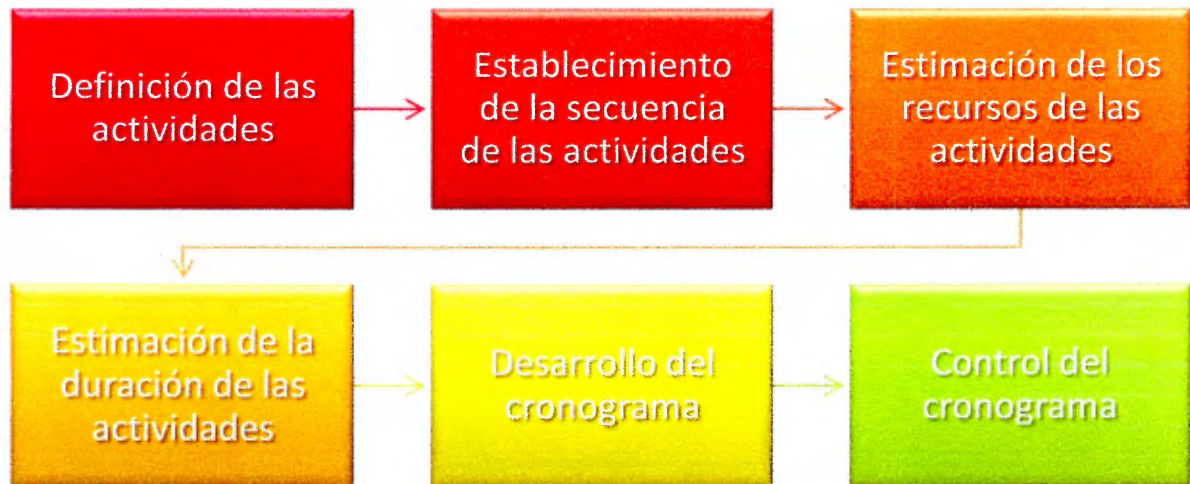 Definición de las
actividades
Establecimiento
de la secuencia
de las actividades
Estimación de los
recursos de las
actividades
Estimación de la
duración de las
actividades
Desarrollo del
cronograma
Control del
cronograma